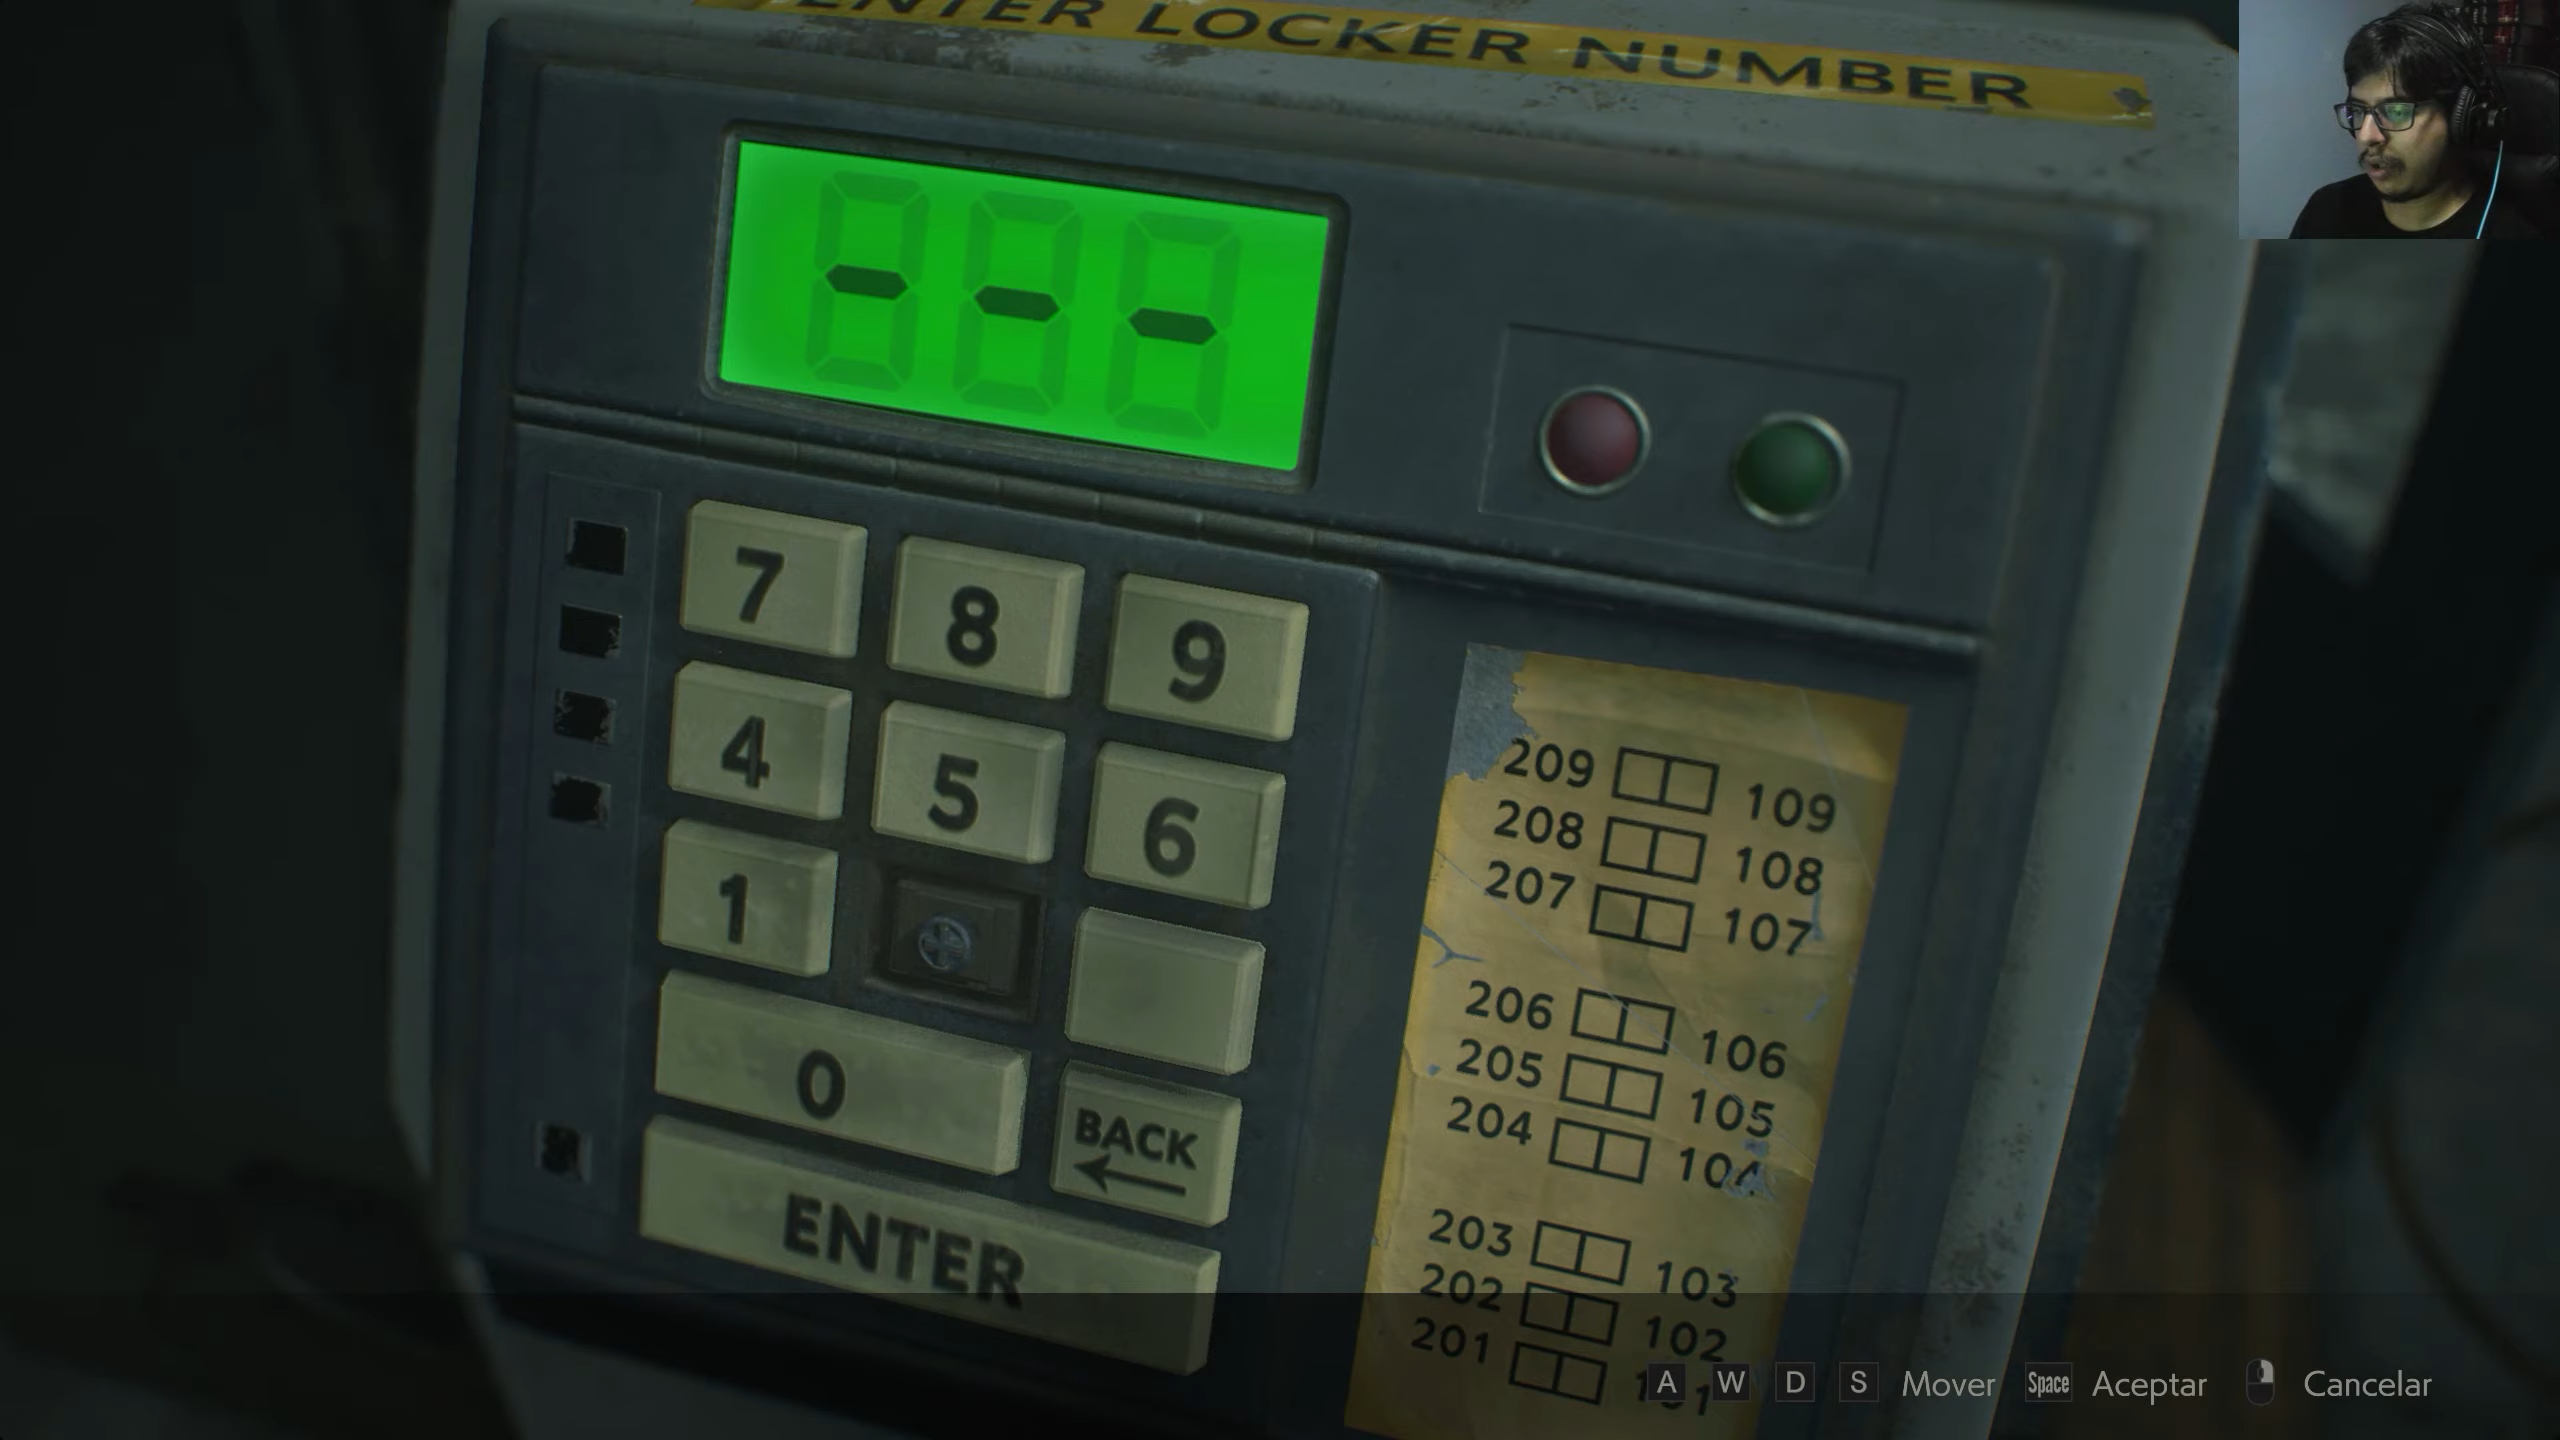 ENTER LOCKER NUMBER
7 8 9
4 5 6
1
0
BACK
ENTER
209 109
208 108
207 107
206 106
205 105
204 104
203 103
202 102
201
A W D S Mover Space Aceptar Cancelar